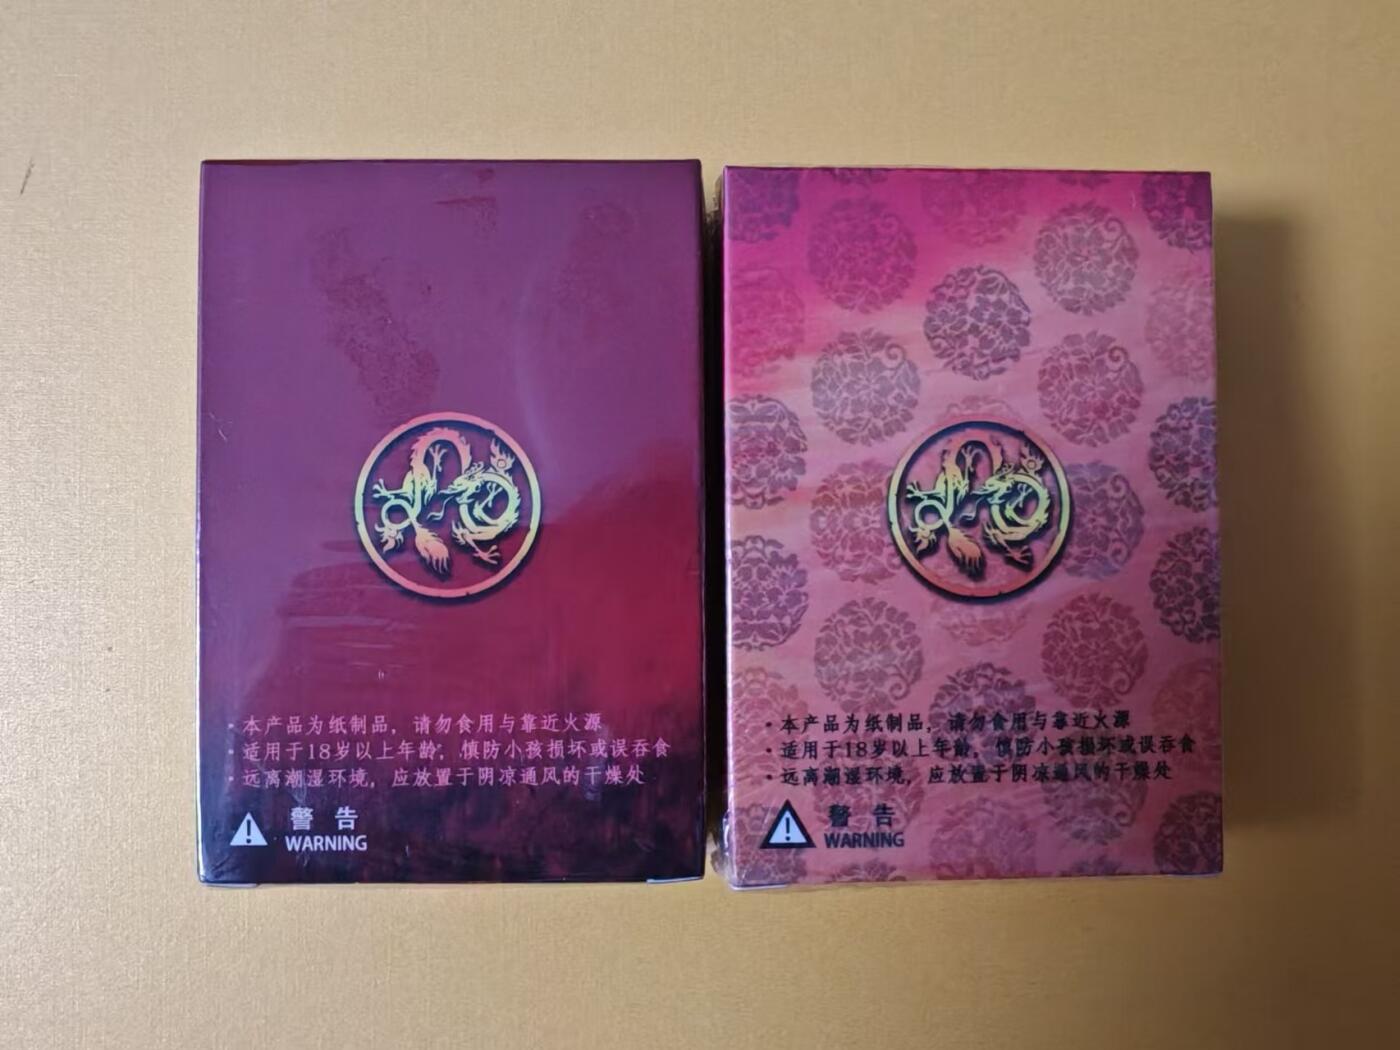 · 本产品为纸制品，请勿食用与靠近火源
· 适用于18岁以上年龄，慎防小孩损坏或误吞食
· 远离潮湿环境，应放置于阴凉通风的干燥处
警 告
WARNING
· 本产品为纸制品，请勿食用与靠近火源
· 适用于18岁以上年龄，慎防小孩损坏或误吞食
· 远离潮湿环境，应放置于阴凉通风的干燥处
警 告
WARNING